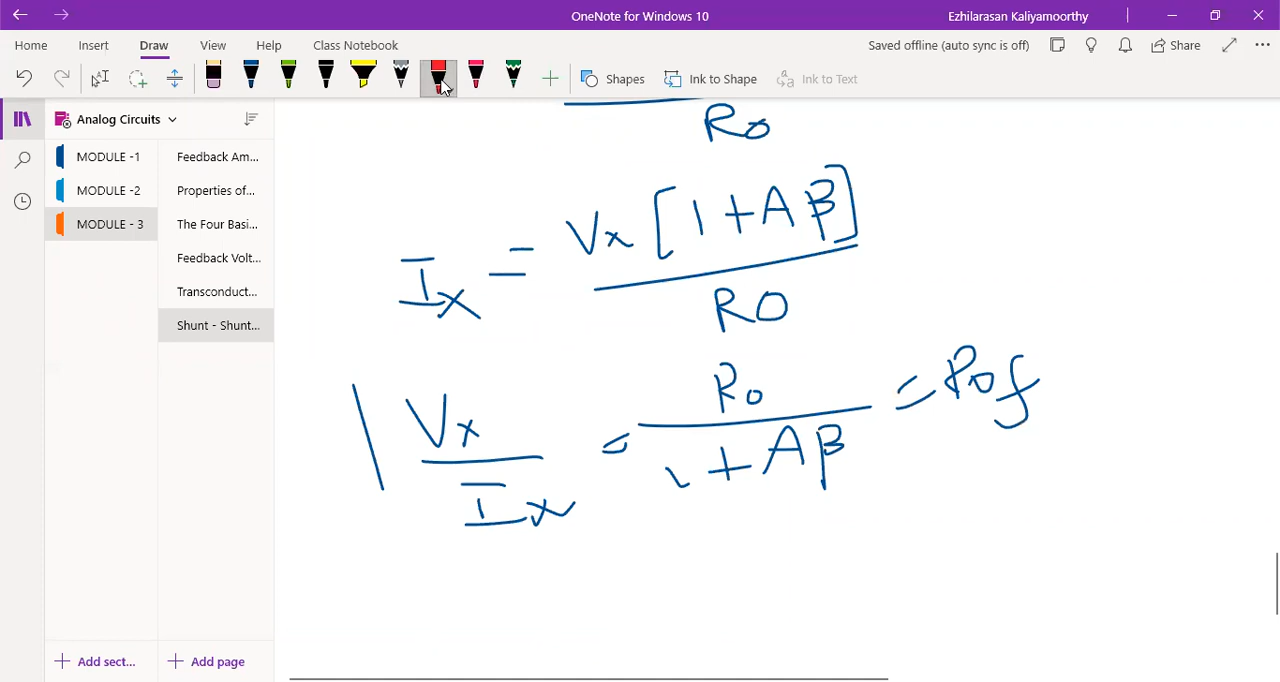 OneNote for Windows 10
Ezhilarasan Kaliyamoorthy
Home Insert Draw View Help Class Notebook
Saved offline (auto sync is off) Share
Shapes Ink to Shape Ink to Text
Analog Circuits
MODULE -1
MODULE -2
MODULE - 3
Feedback Am...
Properties of...
The Four Basi...
Feedback Volt...
Transconduct...
Shunt - Shunt...
Add sect...
Add page
Ro
Ix = Vx [1 + Aβ] / RO
Vx / Ix = Ro / 1 + Aβ = Rof